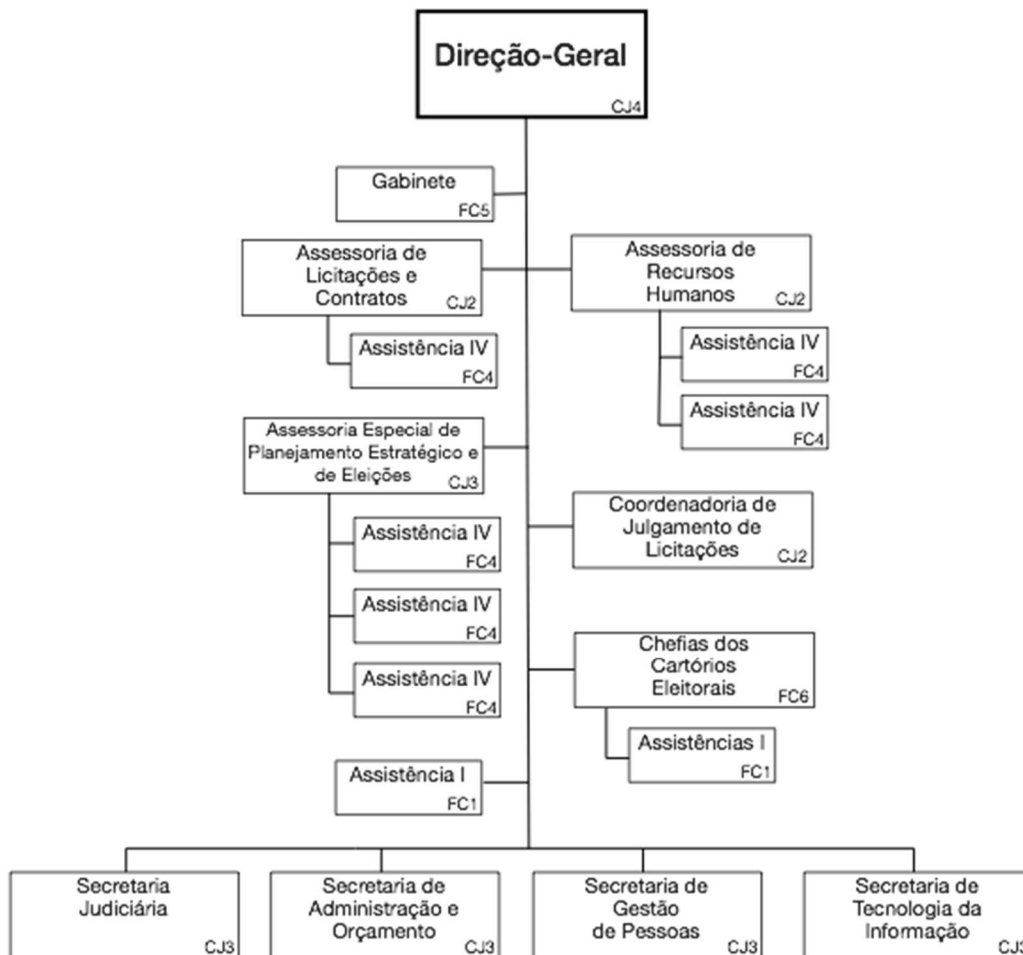 Direção-Geral
CJ4
Gabinete
FC5
Assessoria de
Licitações e
Contratos
CJ2
Assistência IV
FC4
Assessoria de
Recursos
Humanos
CJ2
Assistência IV
FC4
Assistência IV
FC4
Assessoria Especial de
Planejamento Estratégico e
de Eleições
CJ3
Assistência IV
FC4
Assistência IV
FC4
Assistência IV
FC4
Coordenadoria de
Julgamento de
Licitações
CJ2
Chefias dos
Cartórios
Eleitorais
FC6
Assistências I
FC1
Assistência I
FC1
Secretaria
Judiciária
CJ3
Secretaria de
Administração e
Orçamento
CJ3
Secretaria de
Gestão
de Pessoas
CJ3
Secretaria de
Tecnologia da
Informação
CJ3